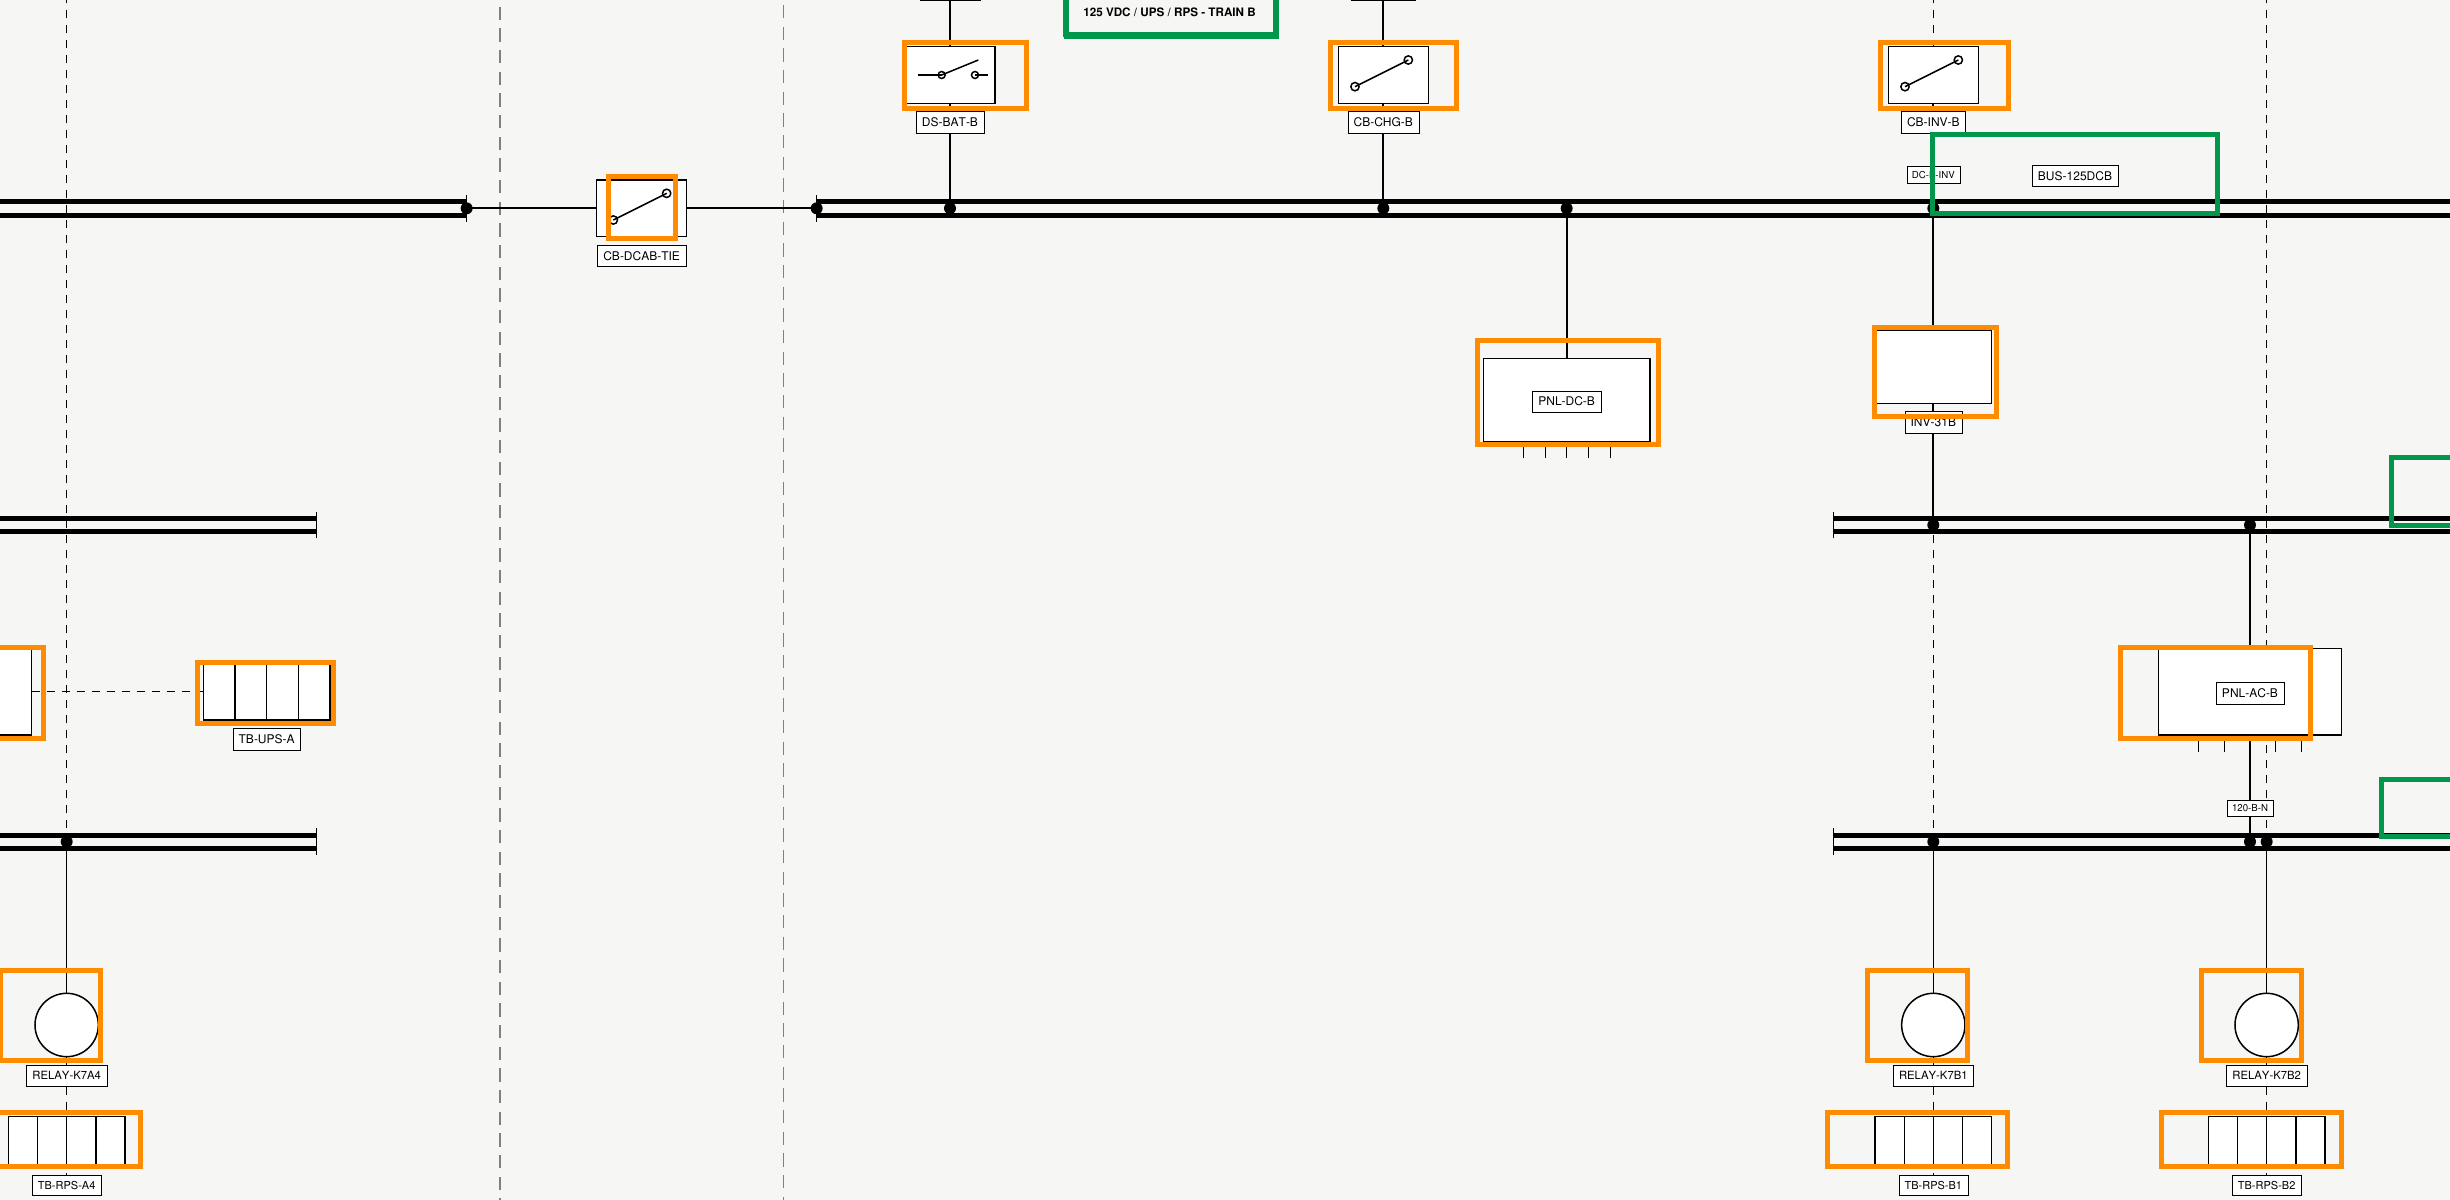 125 VDC / UPS / RPS - TRAIN B
DS-BAT-B
CB-CHG-B
CB-INV-B
BUS-125DCB
CB-DCAB-TIE
PNL-DC-B
INV-31B
PNL-AC-B
TB-UPS-A
120-B-N
RELAY-K7A4
RELAY-K7B1
RELAY-K7B2
TB-RPS-A4
TB-RPS-B1
TB-RPS-B2